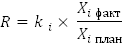 R = k i × X i факт / X i план